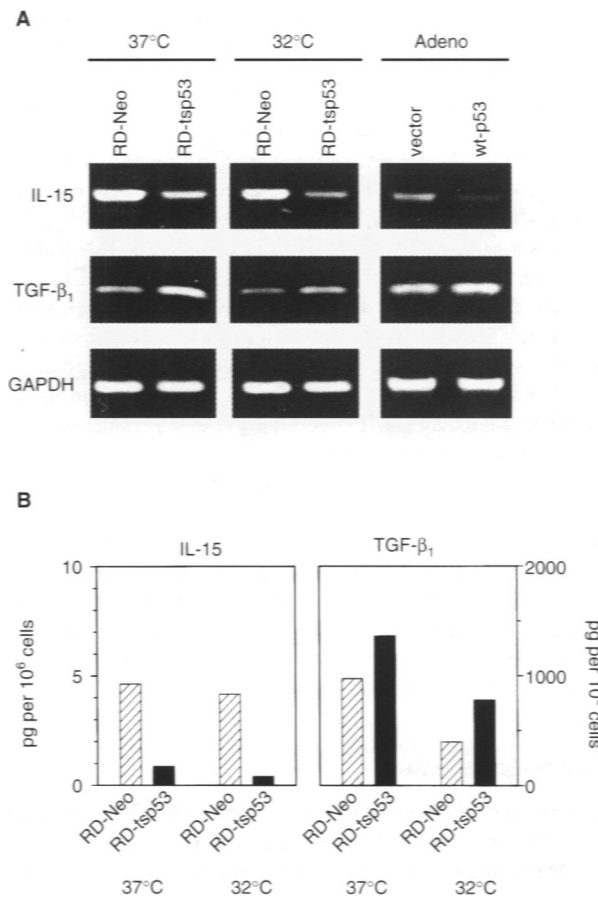 A
37°C 32°C Adeno
RD-Neo RD-tsp53 RD-Neo RD-tsp53 vector wt-p53
IL-15
TGF-β₁
GAPDH
B
IL-15 TGF-β₁
10 2000
5 1000
0 0
pg per 10⁶ cells
pg per 10 cells
RD-Neo RD-tsp53 RD-Neo RD-tsp53 RD-Neo RD-tsp53 RD-Neo RD-tsp53
37°C 32°C 37°C 32°C